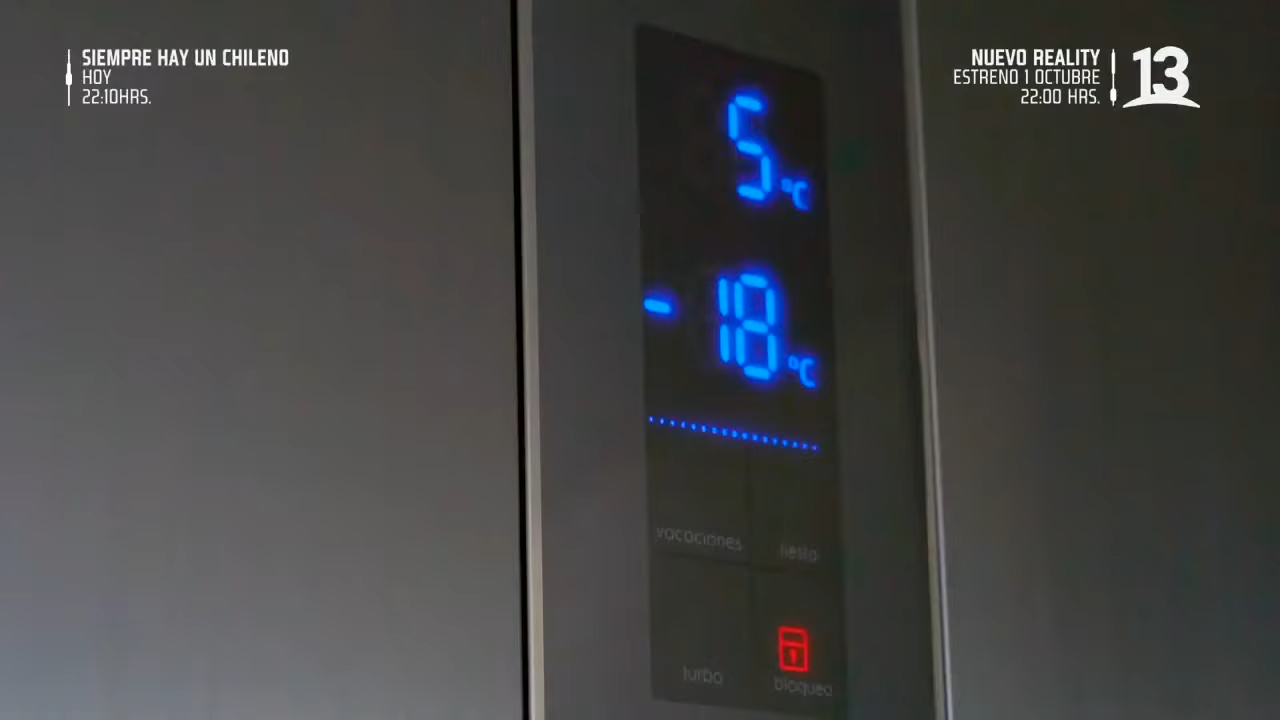 SIEMPRE HAY UN CHILENO
HOY
22:10HRS.
NUEVO REALITY
ESTRENO 1 OCTUBRE
22:00 HRS.
13
5 °C
-18 °C
vacaciones
fiesta
turbo
bloqueo